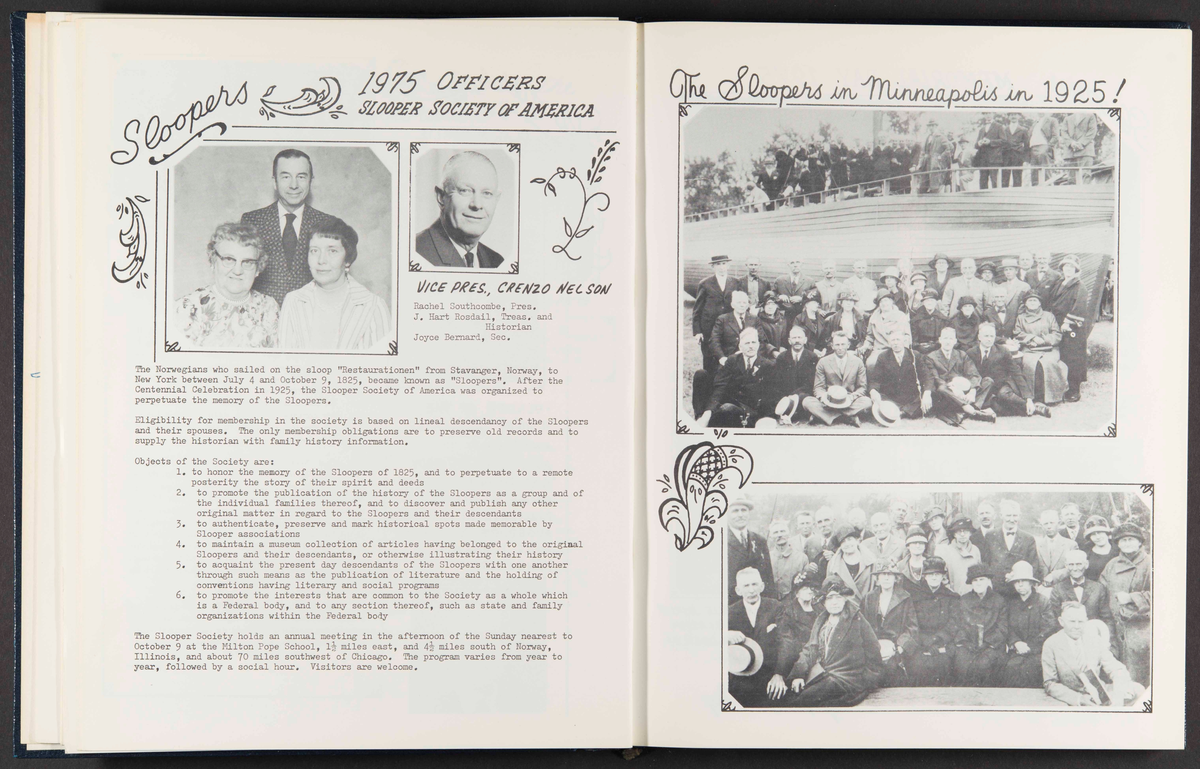 Sloopers
1975 OFFICERS
SLOOPER SOCIETY OF AMERICA
VICE PRES., CRENZO NELSON
Rachel Southcombe, Pres.
J. Hart Rosdail, Treas. and
Historian
Joyce Bernard, Sec.
The Norwegians who sailed on the sloop "Restaurationen" from Stavanger, Norway, to
New York between July 4 and October 9, 1825, became known as "Sloopers". After the
Centennial Celebration in 1925, the Slooper Society of America was organized to
perpetuate the memory of the Sloopers.
Eligibility for membership in the society is based on lineal descendancy of the Sloopers
and their spouses. The only membership obligations are to preserve old records and to
supply the historian with family history information.
Objects of the Society are:
1. to honor the memory of the Sloopers of 1825, and to perpetuate to a remote
posterity the story of their spirit and deeds
2. to promote the publication of the history of the Sloopers as a group and of
the individual families thereof, and to discover and publish any other
original matter in regard to the Sloopers and their descendants
3. to authenticate, preserve and mark historical spots made memorable by
Slooper associations
4. to maintain a museum collection of articles having belonged to the original
Sloopers and their descendants, or otherwise illustrating their history
5. to acquaint the present day descendants of the Sloopers with one another
through such means as the publication of literature and the holding of
conventions having literary and social programs
6. to promote the interests that are common to the Society as a whole which
is a Federal body, and to any section thereof, such as state and family
organizations within the Federal body
The Slooper Society holds an annual meeting in the afternoon of the Sunday nearest to
October 9 at the Milton Pope School, 1½ miles east, and 4½ miles south of Norway,
Illinois, and about 70 miles southwest of Chicago. The program varies from year to
year, followed by a social hour. Visitors are welcome.
The Sloopers in Minneapolis in 1925!